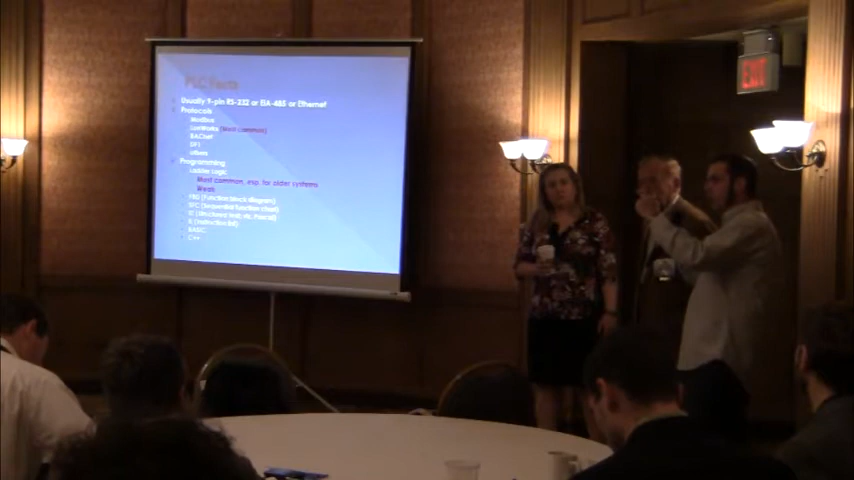 PLC Facts
Usually 9-pin RS-232 or EIA-485 or Ethernet
Protocols
Modbus
LonWorks (Most common)
BACnet
DF1
others
Programming
Ladder Logic
Most common, esp. for older systems
Weak
FBD (Function block diagram)
SFC (Sequential function chart)
ST (Structured text; ~ Pascal)
IL (Instruction list)
BASIC
C++
EXIT